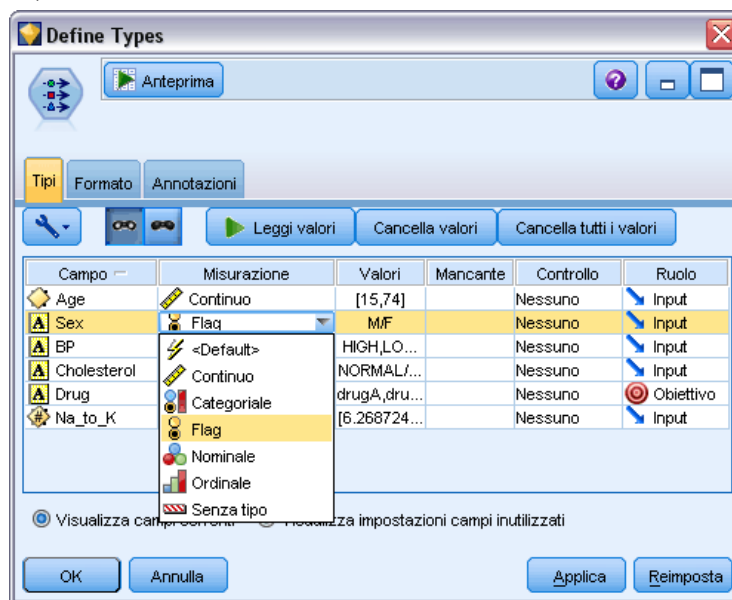 Define Types
Anteprima
Tipi Formato Annotazioni
Leggi valori Cancella valori Cancella tutti i valori
Campo Misurazione Valori Mancante Controllo Ruolo
Age Continuo [15,74] Nessuno Input
A Sex Flag M/F Nessuno Input
A BP HIGH,LO... Nessuno Input
A Cholesterol NORMAL/... Nessuno Input
A Drug drugA,dru... Nessuno Obiettivo
# Na_to_K [6.268724... Nessuno Input
<Default>
Continuo
Categoriale
Flag
Nominale
Ordinale
Senza tipo
Visualizza impostazioni campi inutilizzati
OK Annulla Applica Reimposta